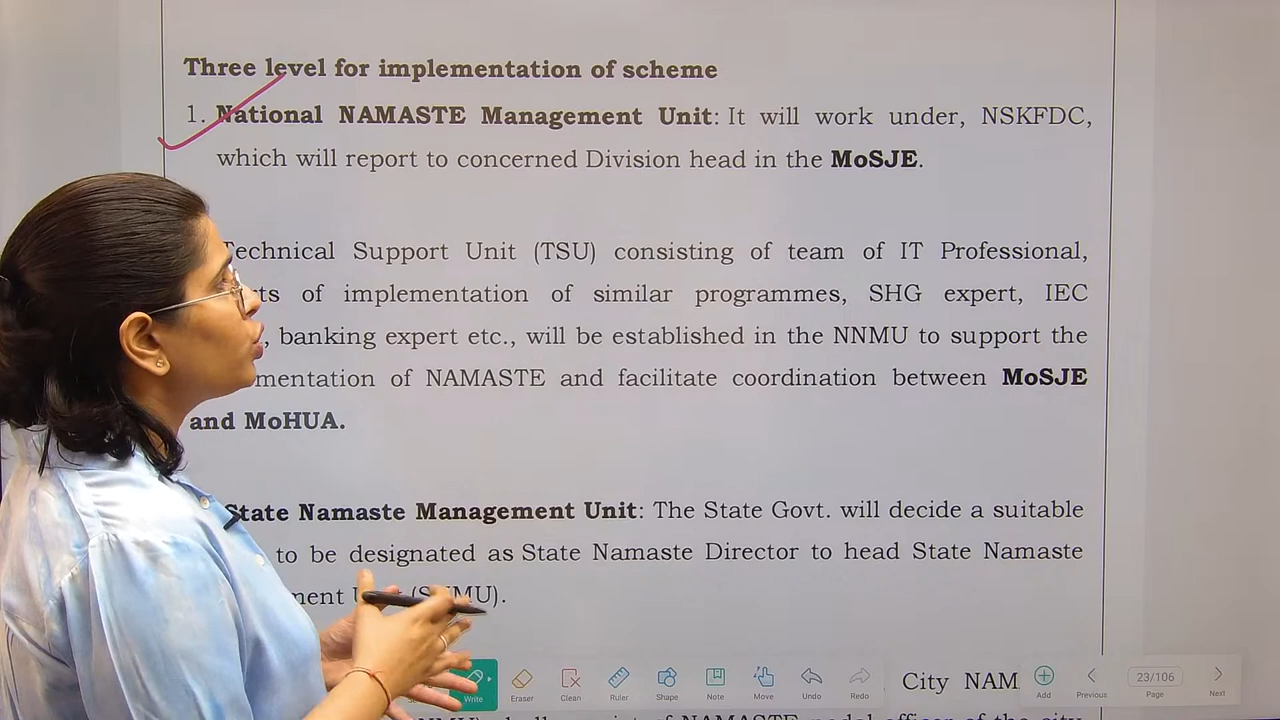 Three level for implementation of scheme
1. National NAMASTE Management Unit: It will work under, NSKFDC,
which will report to concerned Division head in the MoSJE.
Technical Support Unit (TSU) consisting of team of IT Professional,
of implementation of similar programmes, SHG expert, IEC
, banking expert etc., will be established in the NNMU to support the
of NAMASTE and facilitate coordination between MoSJE
and MoHUA.
State Namaste Management Unit: The State Govt. will decide a suitable
to be designated as State Namaste Director to head State Namaste
City NAM
Write
Eraser
Clean
Ruler
Shape
Note
Move
Undo
Redo
Add
Previous
23/106
Page
Next